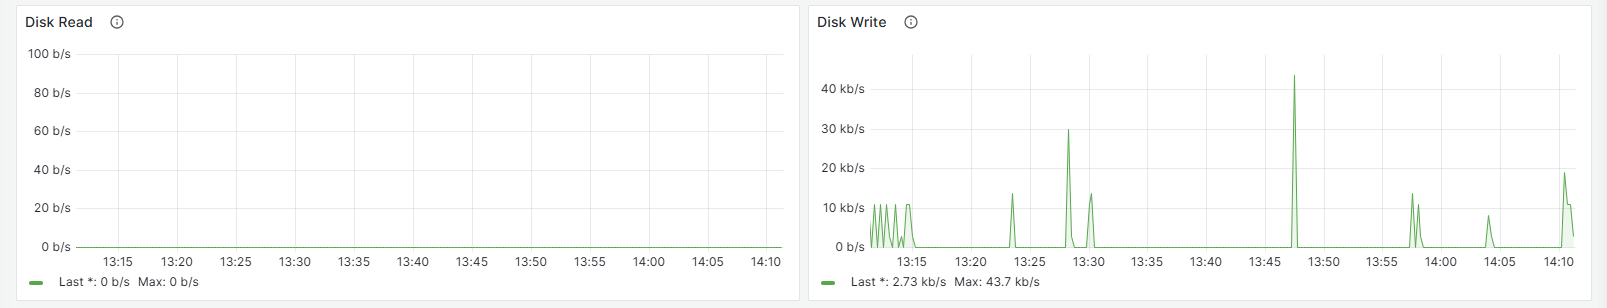 Disk Read
100 b/s
80 b/s
60 b/s
40 b/s
20 b/s
0 b/s
13:15 13:20 13:25 13:30 13:35 13:40 13:45 13:50 13:55 14:00 14:05 14:10
Last *: 0 b/s Max: 0 b/s
Disk Write
40 kb/s
30 kb/s
20 kb/s
10 kb/s
0 b/s
13:15 13:20 13:25 13:30 13:35 13:40 13:45 13:50 13:55 14:00 14:05 14:10
Last *: 2.73 kb/s Max: 43.7 kb/s